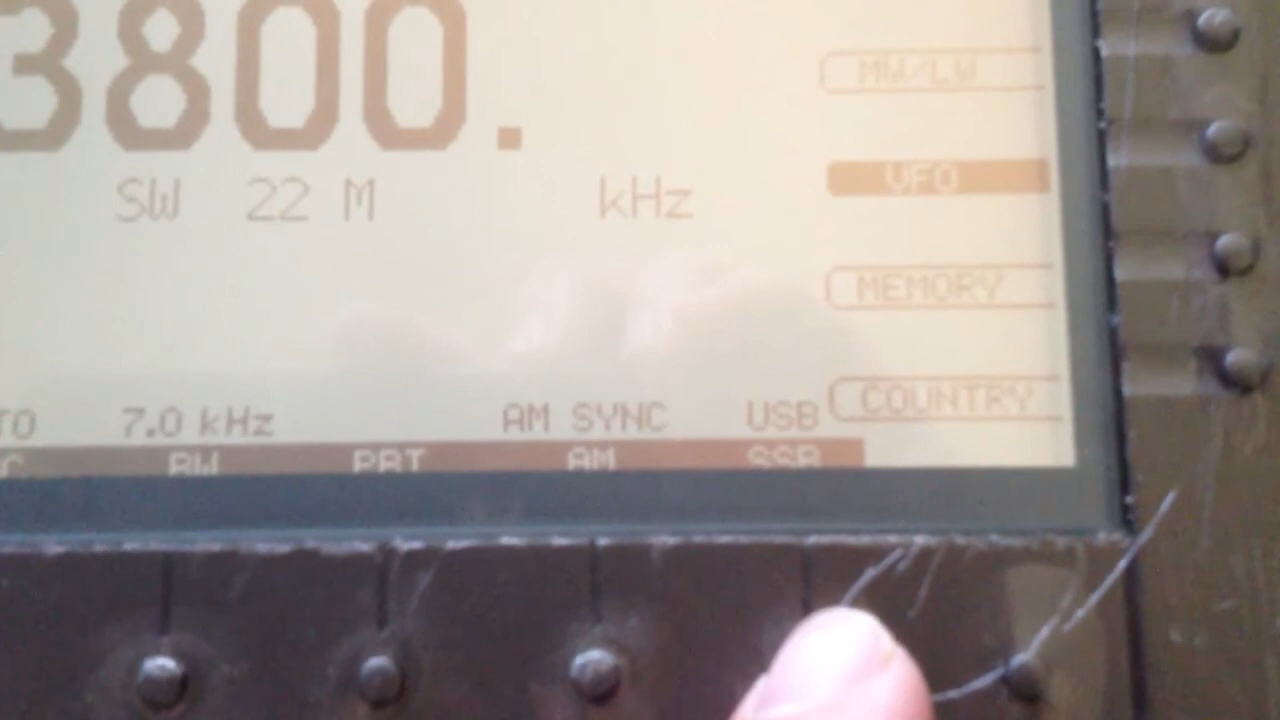 3800.
MW/LW
VFO
SW 22 M kHz
MEMORY
COUNTRY
TO 7.0 kHz AM SYNC USB
C BW PBT AM SSB